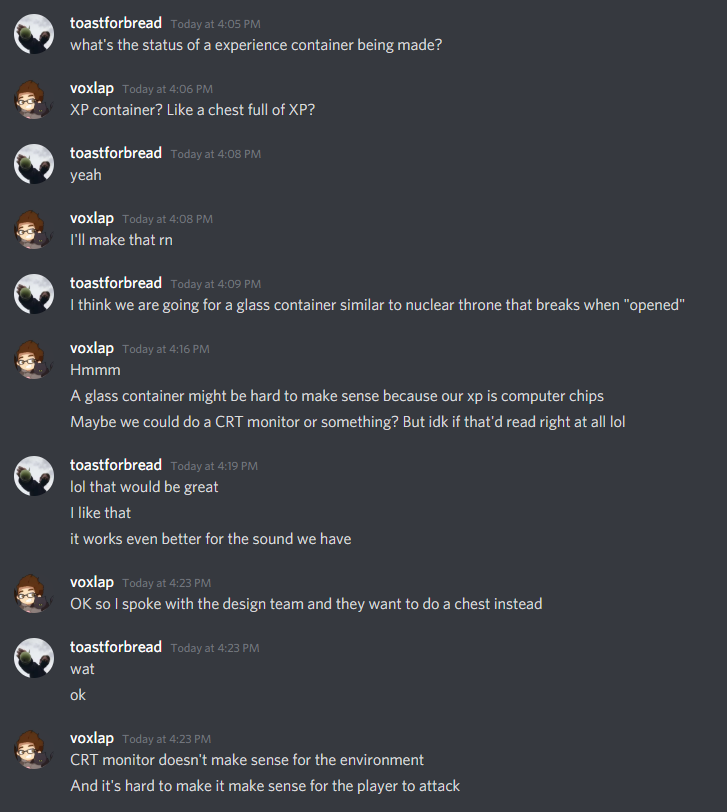 toastforbread Today at 4:05 PM
what's the status of a experience container being made?
voxlap Today at 4:06 PM
XP container? Like a chest full of XP?
toastforbread Today at 4:08 PM
yeah
voxlap Today at 4:08 PM
I'll make that rn
toastforbread Today at 4:09 PM
I think we are going for a glass container similar to nuclear throne that breaks when "opened"
voxlap Today at 4:16 PM
Hmmm
A glass container might be hard to make sense because our xp is computer chips
Maybe we could do a CRT monitor or something? But idk if that'd read right at all lol
toastforbread Today at 4:19 PM
lol that would be great
I like that
it works even better for the sound we have
voxlap Today at 4:23 PM
OK so I spoke with the design team and they want to do a chest instead
toastforbread Today at 4:23 PM
wat
ok
voxlap Today at 4:23 PM
CRT monitor doesn't make sense for the environment
And it's hard to make it make sense for the player to attack